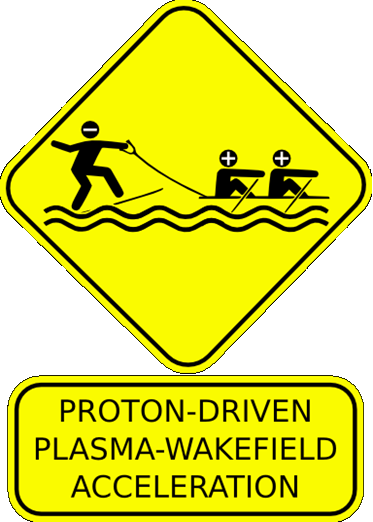 PROTON-DRIVEN
PLASMA-WAKEFIELD
ACCELERATION